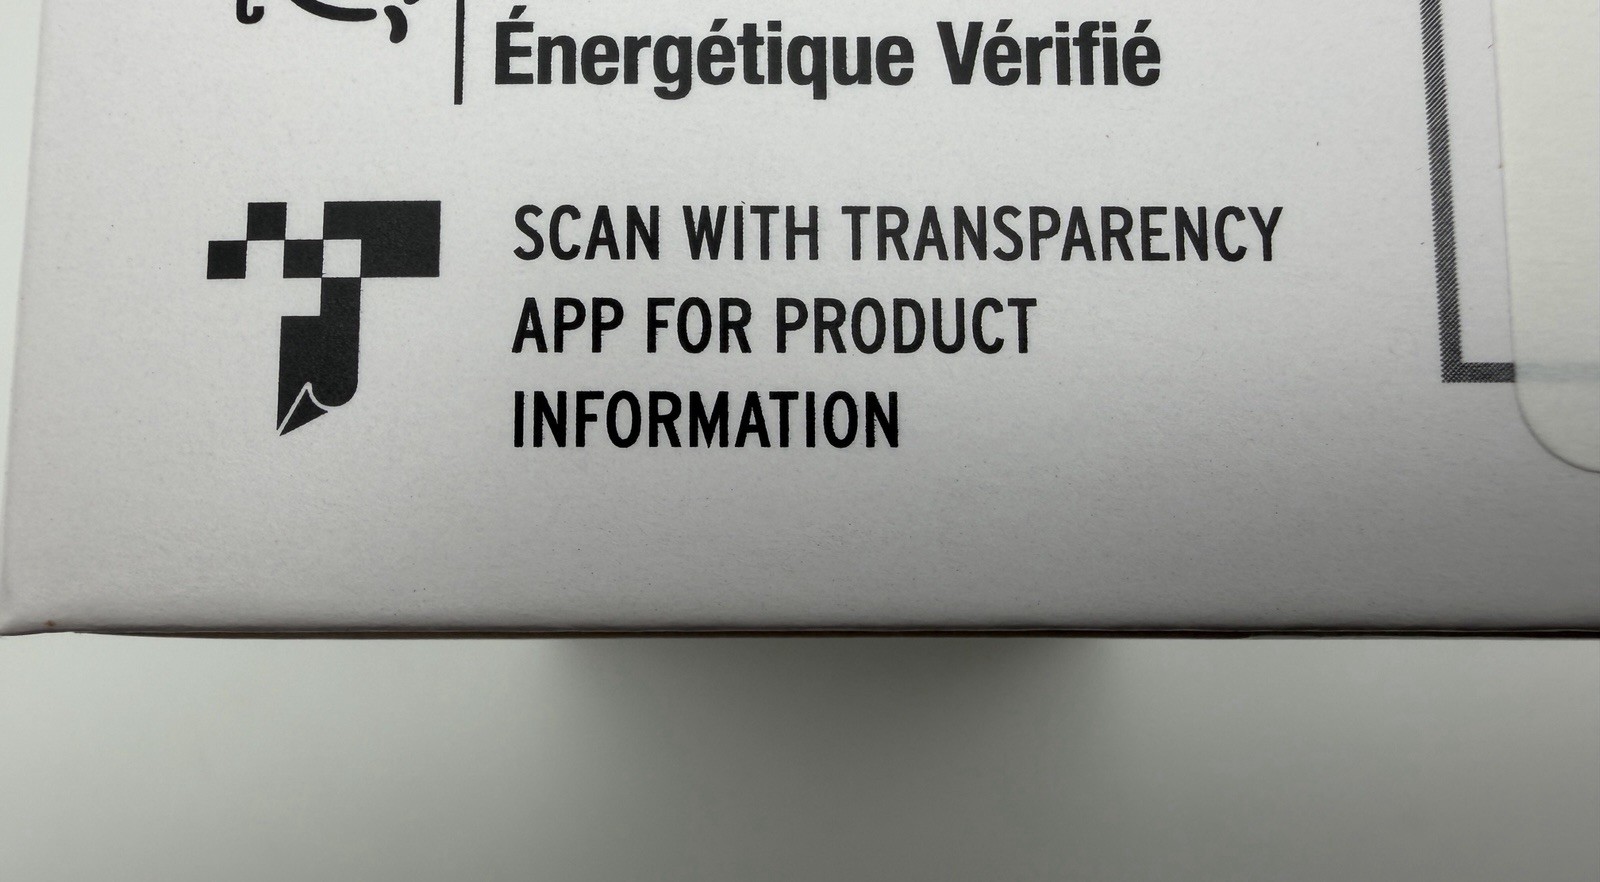 Énergétique Vérifié
SCAN WITH TRANSPARENCY
APP FOR PRODUCT
INFORMATION